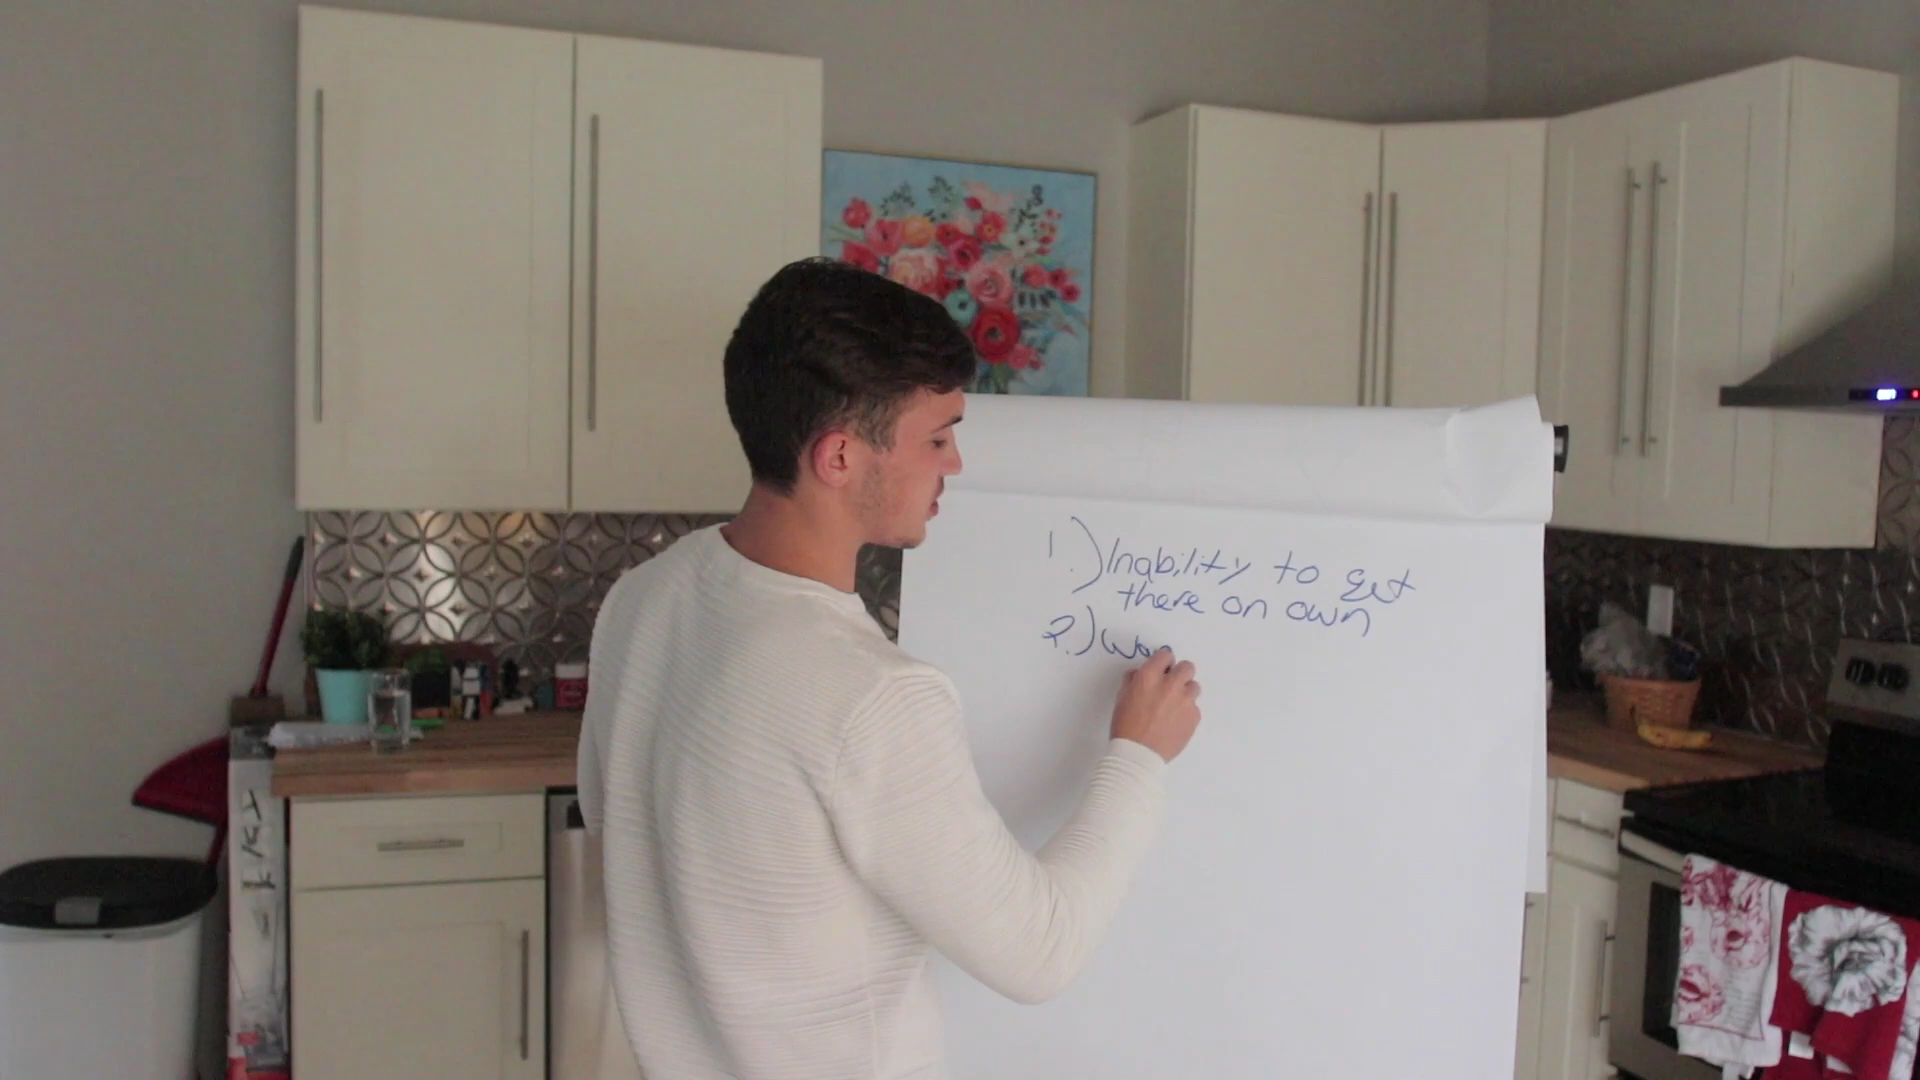 1.) Inability to get
there on own
2.)